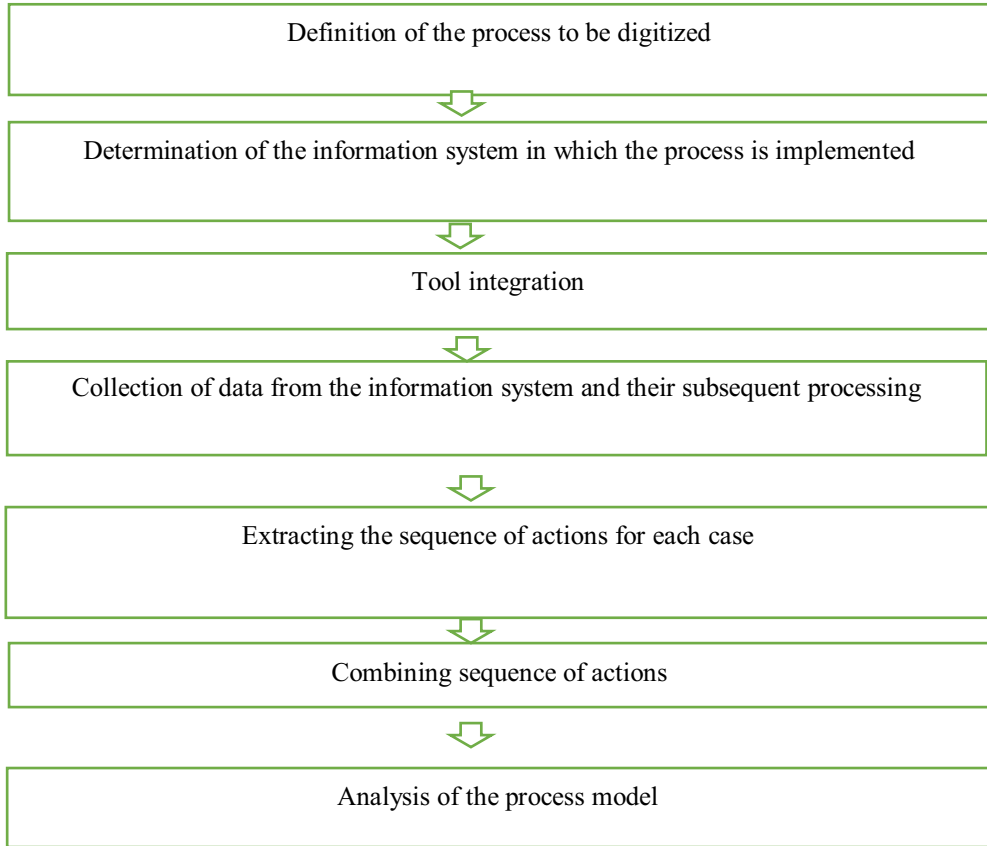 Definition of the process to be digitized
Determination of the information system in which the process is implemented
Tool integration
Collection of data from the information system and their subsequent processing
Extracting the sequence of actions for each case
Combining sequence of actions
Analysis of the process model